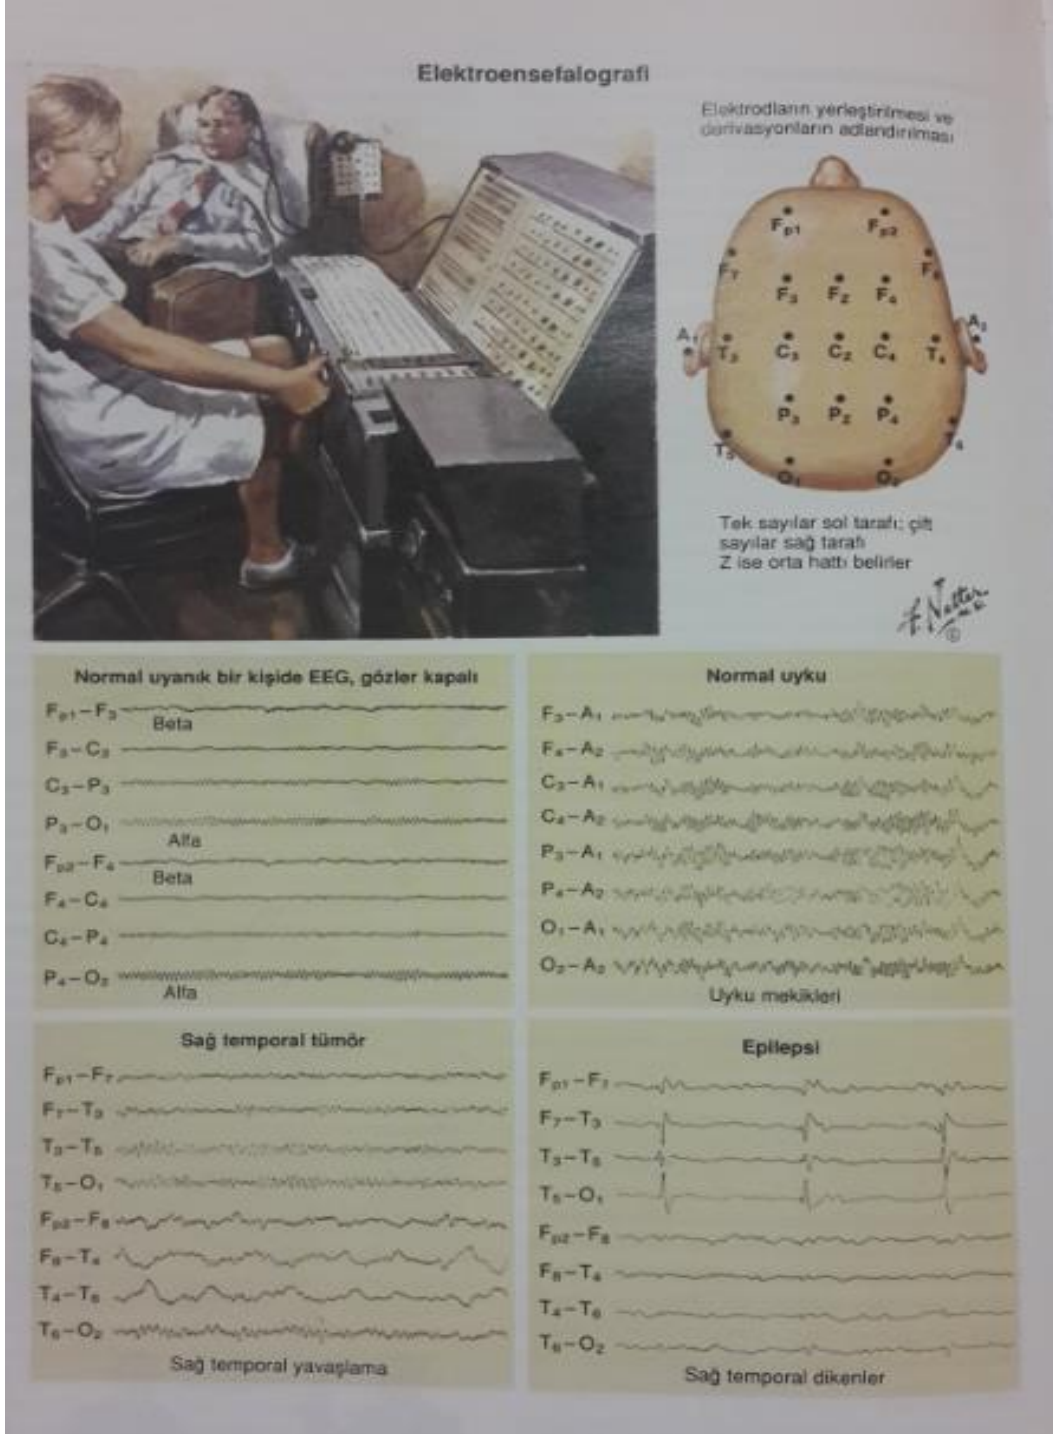 Elektroensefalografi
Elektrodların yerleştirilmesi ve
derivasyonların adlandırılması
Fp1 Fp2
F7 F8
F3 FZ F4
A1 A2
T3 C3 CZ C4 T4
P3 PZ P4
T5
O1 O2
Tek sayılar sol tarafı; çift
sayılar sağ tarafı
Z ise orta hattı belirler
F. Netter
M.D.
©
Normal uyanık bir kişide EEG, gözler kapalı
Fp1–F3
Beta
F3–C3
C3–P3
P3–O1
Alfa
Fp2–F4
Beta
F4–C4
C4–P4
P4–O2
Alfa
Normal uyku
F3–A1
F4–A2
C3–A1
C4–A2
P3–A1
P4–A2
O1–A1
O2–A2
Uyku mekikleri
Sağ temporal tümör
Fp1–F7
F7–T3
T3–T5
T5–O1
Fp2–F8
F8–T4
T4–T6
T6–O2
Sağ temporal yavaşlama
Epilepsi
Fp1–F7
F7–T3
T3–T5
T5–O1
Fp2–F8
F8–T4
T4–T6
T6–O2
Sağ temporal dikenler